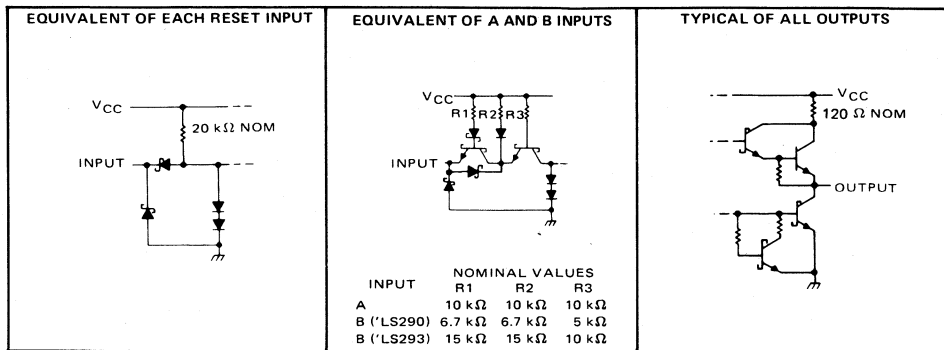 EQUIVALENT OF EACH RESET INPUT
VCC
20 kΩ NOM
INPUT
EQUIVALENT OF A AND B INPUTS
VCC
R1 R2 R3
INPUT
NOMINAL VALUES
INPUT R1 R2 R3
A 10 kΩ 10 kΩ 10 kΩ
B ('LS290) 6.7 kΩ 6.7 kΩ 5 kΩ
B ('LS293) 15 kΩ 15 kΩ 10 kΩ
TYPICAL OF ALL OUTPUTS
VCC
120 Ω NOM
OUTPUT